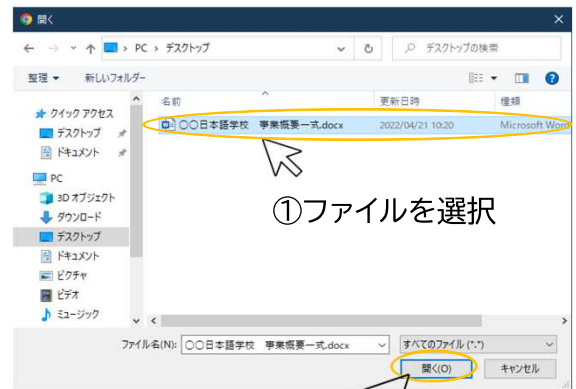 開く
PC > デスクトップ
デスクトップの検索
整理 新しいフォルダー
名前 更新日時 種類
クイック アクセス
〇〇日本語学校 事業概要一式.docx 2022/04/21 10:20 Microsoft Word
デスクトップ
ドキュメント
PC
3D オブジェクト
①ファイルを選択
ダウンロード
デスクトップ
ドキュメント
ピクチャ
ビデオ
ミュージック
ファイル名(N): 〇〇日本語学校 事業概要一式.docx すべてのファイル (*.*)
開く(O) キャンセル